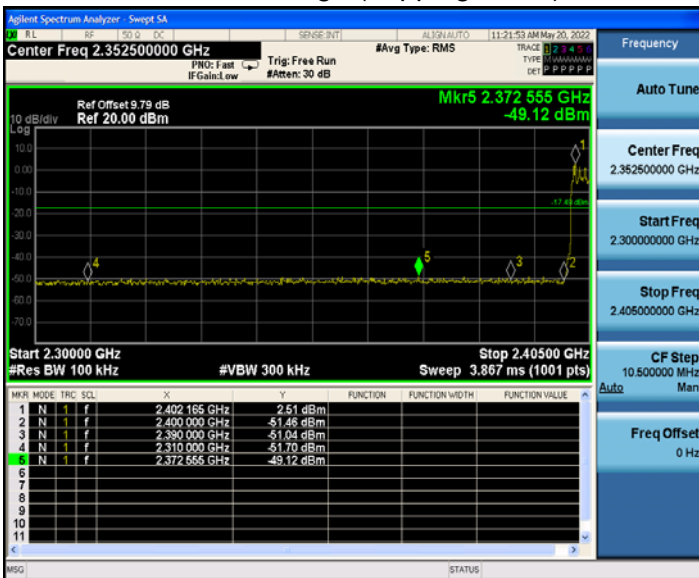 Agilent Spectrum Analyzer - Swept SA
RL RF 50 Ω DC SENSE:INT ALIGNAUTO 11:21:53 AM May 20, 2022
Center Freq 2.352500000 GHz #Avg Type: RMS TRACE 1 2 3 4 5 6
PNO: Fast Trig: Free Run TYPE
IFGain:Low #Atten: 30 dB DET P P P P P P
Mkr5 2.372 555 GHz
-49.12 dBm
Ref Offset 9.79 dB
10 dB/div Ref 20.00 dBm
Log
10.0
0.00
-10.0
-20.0
-30.0
-40.0
-50.0
-60.0
-70.0
1
4
5
3
2
Start 2.30000 GHz Stop 2.40500 GHz
#Res BW 100 kHz #VBW 300 kHz Sweep 3.867 ms (1001 pts)
MKR MODE TRC SCL X Y FUNCTION FUNCTION WIDTH FUNCTION VALUE
1 N 1 f 2.402 165 GHz 2.51 dBm
2 N 1 f 2.400 000 GHz -51.46 dBm
3 N 1 f 2.390 000 GHz -51.04 dBm
4 N 1 f 2.310 000 GHz -51.70 dBm
5 N 1 f 2.372 555 GHz -49.12 dBm
6
7
8
9
10
11
MSG STATUS
Frequency
Auto Tune
Center Freq
2.352500000 GHz
Start Freq
2.300000000 GHz
Stop Freq
2.405000000 GHz
CF Step
10.500000 MHz
Auto Man
Freq Offset
0 Hz